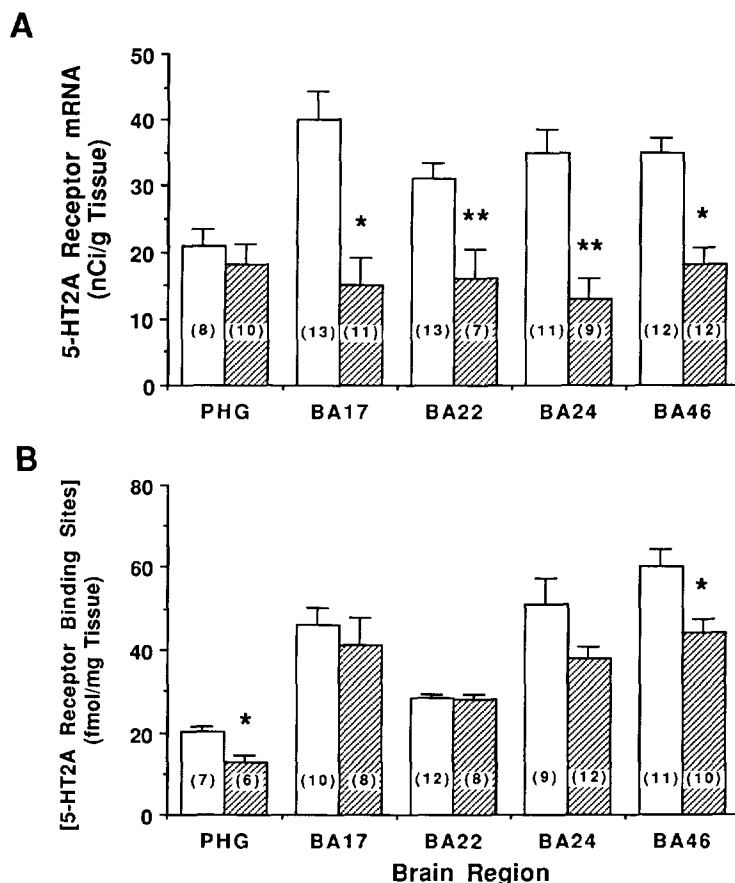 A
5-HT2A Receptor mRNA
(nCi/g Tissue)
50
40
30
20
10
0
*
**
**
*
(8) (10) (13) (11) (13) (7) (11) (9) (12) (12)
PHG BA17 BA22 BA24 BA46
B
[5-HT2A Receptor Binding Sites]
(fmol/mg Tissue)
80
60
40
20
0
*
*
(7) (6) (10) (8) (12) (8) (9) (12) (11) (10)
PHG BA17 BA22 BA24 BA46
Brain Region